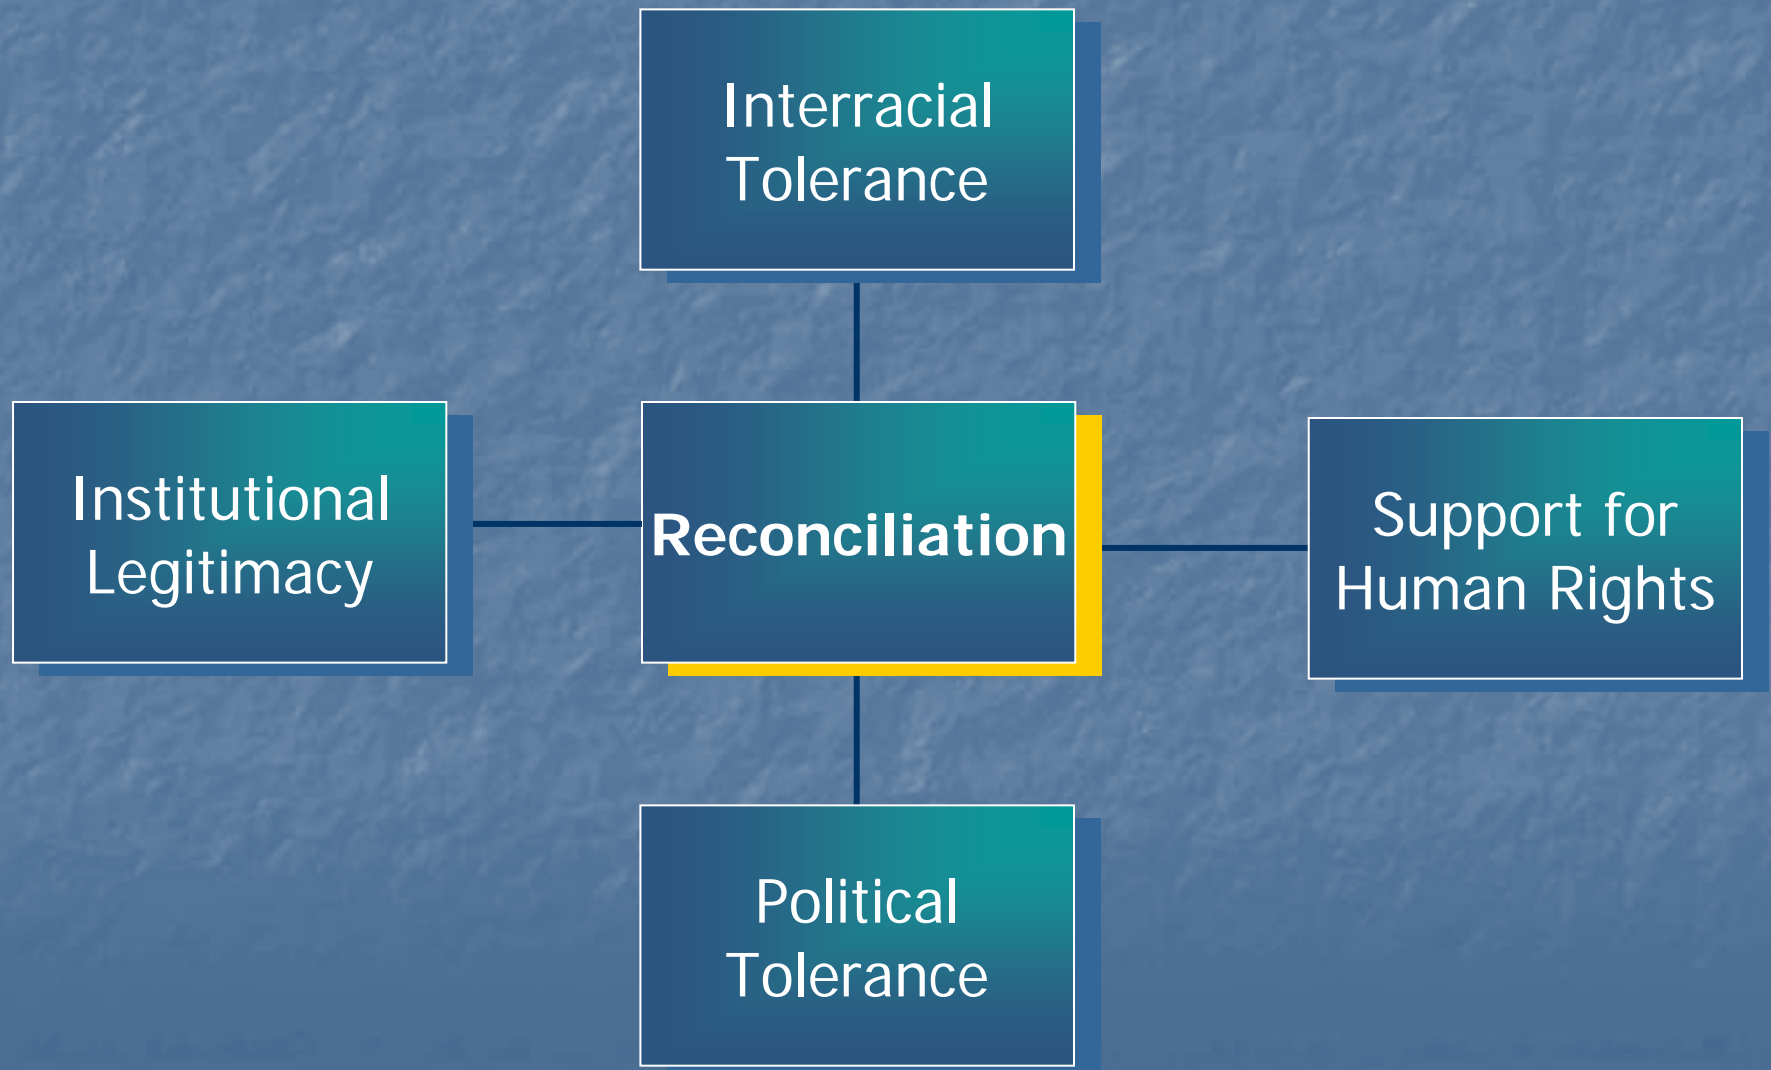 Interracial
Tolerance
Institutional
Legitimacy
Reconciliation
Support for
Human Rights
Political
Tolerance